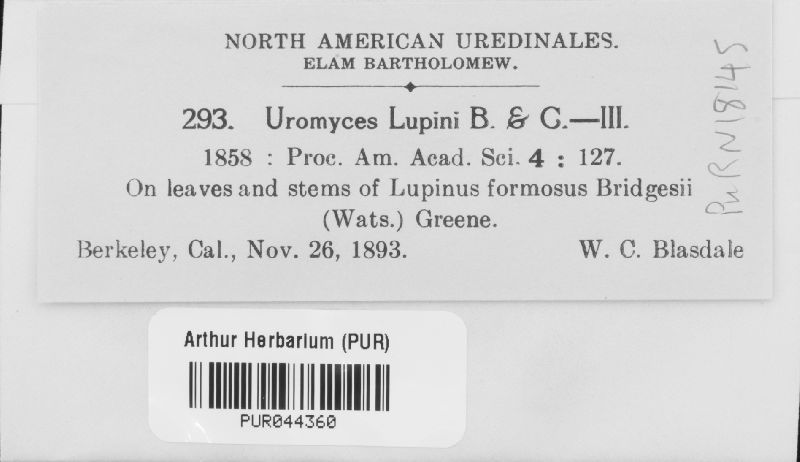 NORTH AMERICAN UREDINALES.
ELAM BARTHOLOMEW.
293. Uromyces Lupini B. & C.—III.
1858 : Proc. Am. Acad. Sci. 4 : 127.
On leaves and stems of Lupinus formosus Bridgesii
(Wats.) Greene.
Berkeley, Cal., Nov. 26, 1893. W. C. Blasdale
PuRN18145
Arthur Herbarium (PUR)
PUR044360